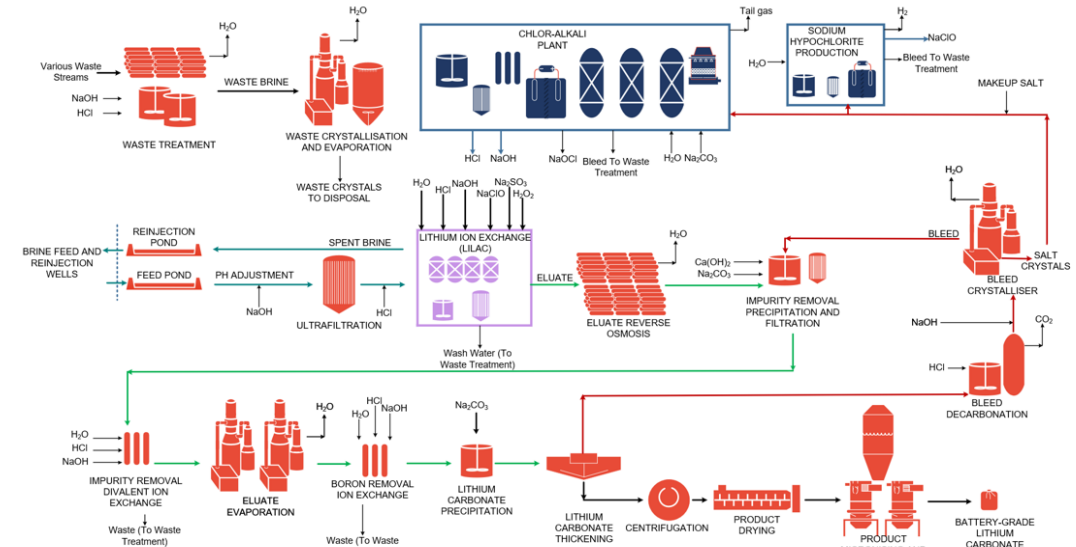 Various Waste
Streams
NaOH
HCl
H₂O
WASTE TREATMENT
WASTE BRINE
H₂O
WASTE CRYSTALLISATION
AND EVAPORATION
WASTE CRYSTALS
TO DISPOSAL
CHLOR-ALKALI
PLANT
Tail gas
HCl
NaOH
NaOCl
Bleed To Waste
Treatment
H₂O
Na₂CO₃
SODIUM
HYPOCHLORITE
PRODUCTION
H₂O
H₂
NaClO
Bleed To Waste
Treatment
MAKEUP SALT
BRINE FEED AND
REINJECTION
WELLS
REINJECTION
POND
SPENT BRINE
FEED POND
PH ADJUSTMENT
NaOH
ULTRAFILTRATION
HCl
H₂O
HCl
NaOH
NaClO
Na₂SO₃
H₂O₂
LITHIUM ION EXCHANGE
(LILAC)
Wash Water (To
Waste Treatment)
ELUATE
H₂O
ELUATE REVERSE
OSMOSIS
Ca(OH)₂
Na₂CO₃
BLEED
IMPURITY REMOVAL
PRECIPITATION AND
FILTRATION
H₂O
SALT
CRYSTALS
BLEED
CRYSTALLISER
NaOH
CO₂
HCl
BLEED
DECARBONATION
H₂O
HCl
NaOH
IMPURITY REMOVAL
DIVALENT ION
EXCHANGE
Waste (To Waste
Treatment)
H₂O
ELUATE
EVAPORATION
H₂O
HCl
NaOH
BORON REMOVAL
ION EXCHANGE
Waste (To Waste
Na₂CO₃
LITHIUM
CARBONATE
PRECIPITATION
LITHIUM
CARBONATE
THICKENING
CENTRIFUGATION
PRODUCT
DRYING
PRODUCT
BATTERY-GRADE
LITHIUM
CARBONATE